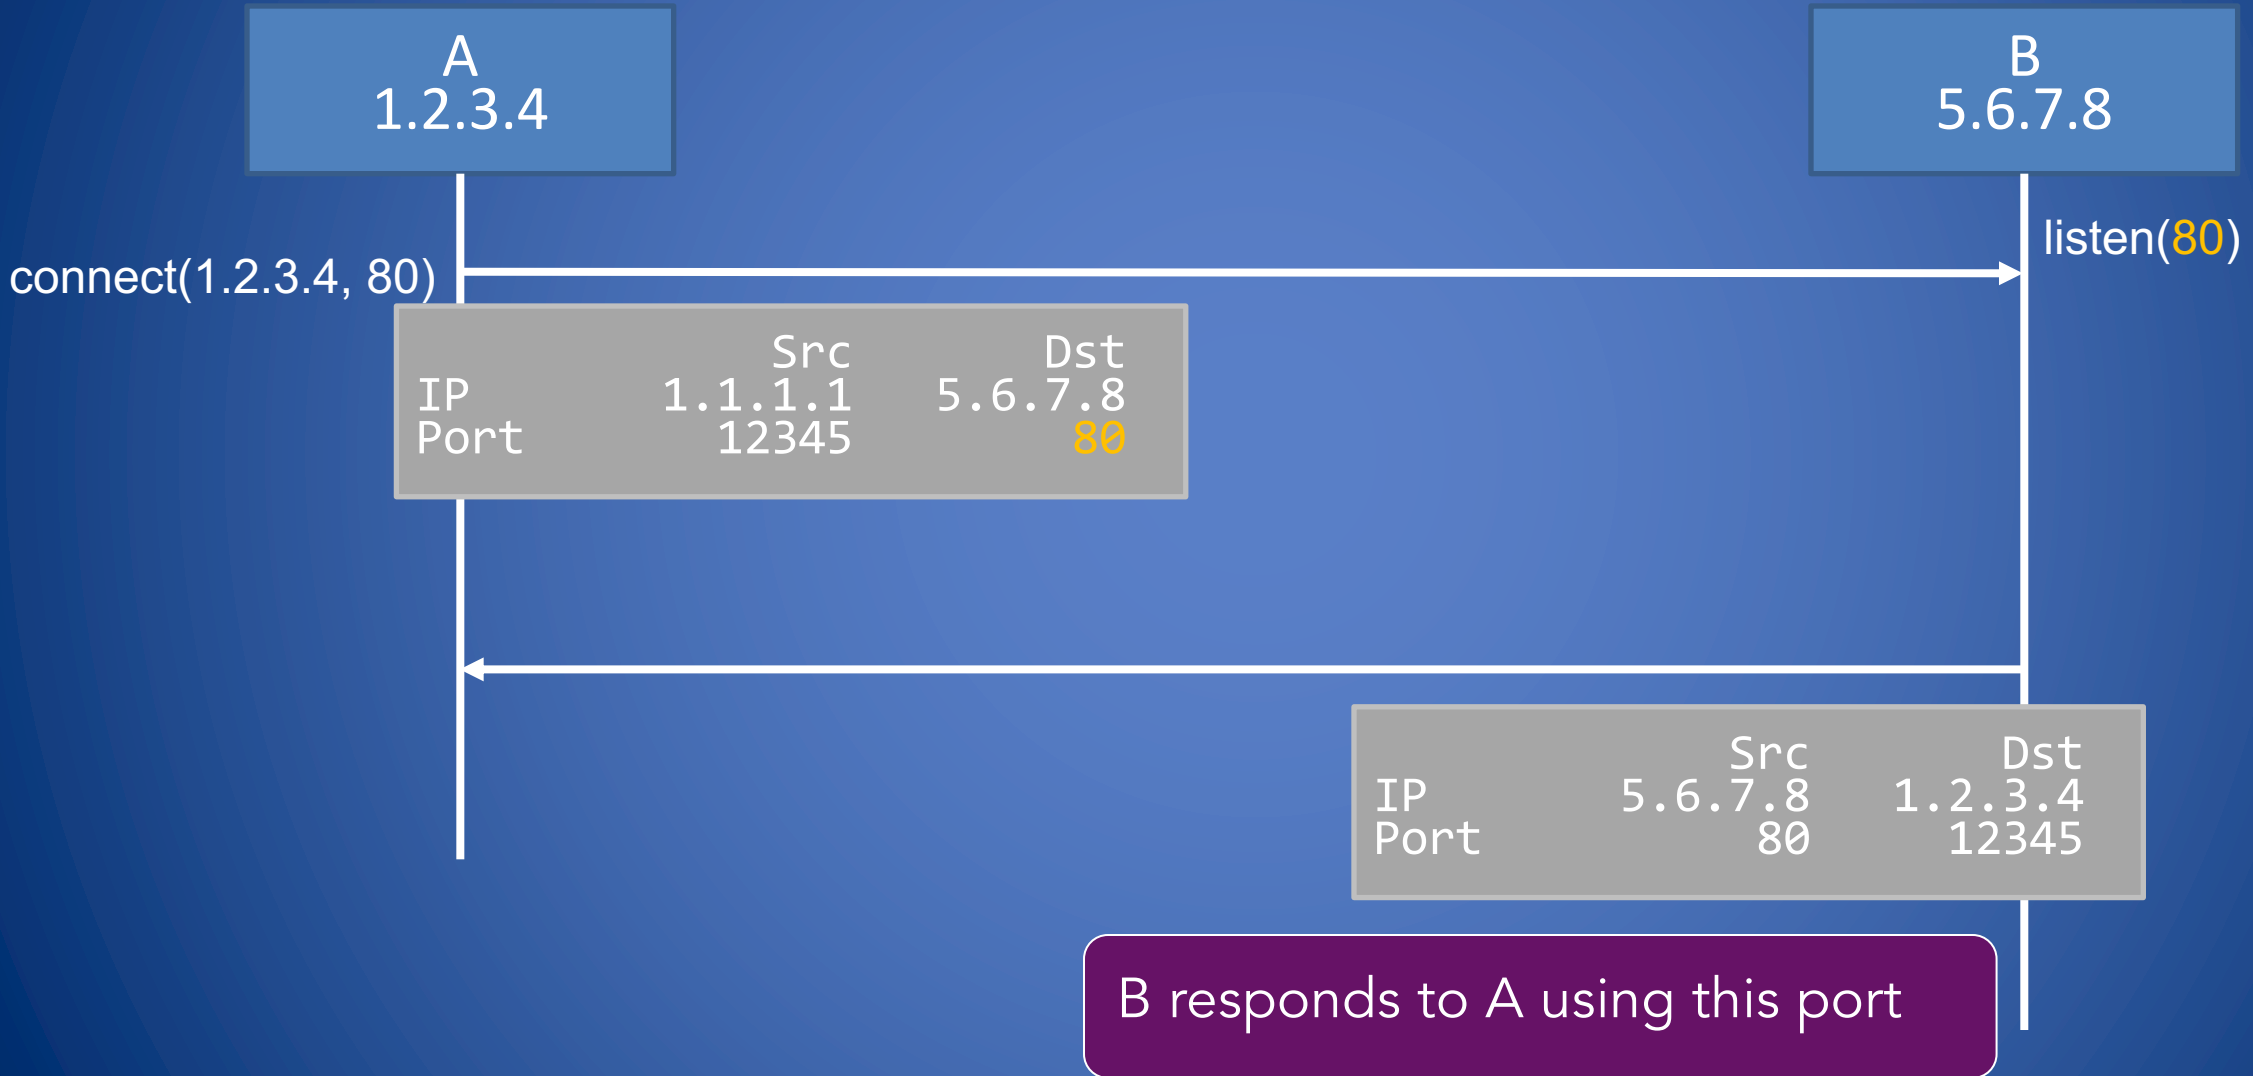 A
1.2.3.4
B
5.6.7.8
listen(80)
connect(1.2.3.4, 80)
Src Dst
IP 1.1.1.1 5.6.7.8
Port 12345 80
Src Dst
IP 5.6.7.8 1.2.3.4
Port 80 12345
B responds to A using this port